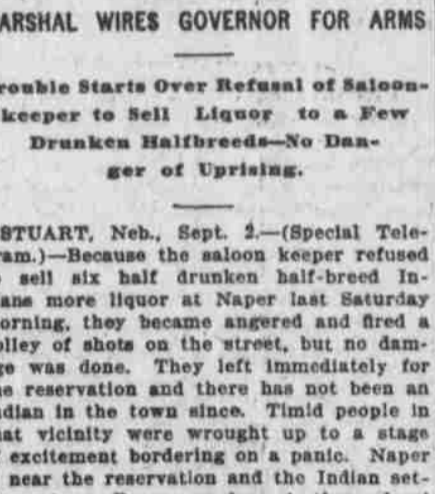 ARSHAL WIRES GOVERNOR FOR ARMS
rouble Starts Over Refusal of Saloon-
keeper to Sell Liquor to a Few
Drunken Halfbreeds—No Dan-
ger of Uprising.
STUART, Neb., Sept. 2.—(Special Tele-
ram.)—Because the saloon keeper refused
sell six half drunken half-breed In-
ans more liquor at Naper last Saturday
orning, they became angered and fired a
olley of shots on the street, but no dam-
ge was done. They left immediately for
he reservation and there has not been an
ndian in the town since. Timid people in
hat vicinity were wrought up to a stage
f excitement bordering on a panic. Naper
near the reservation and the Indian set-